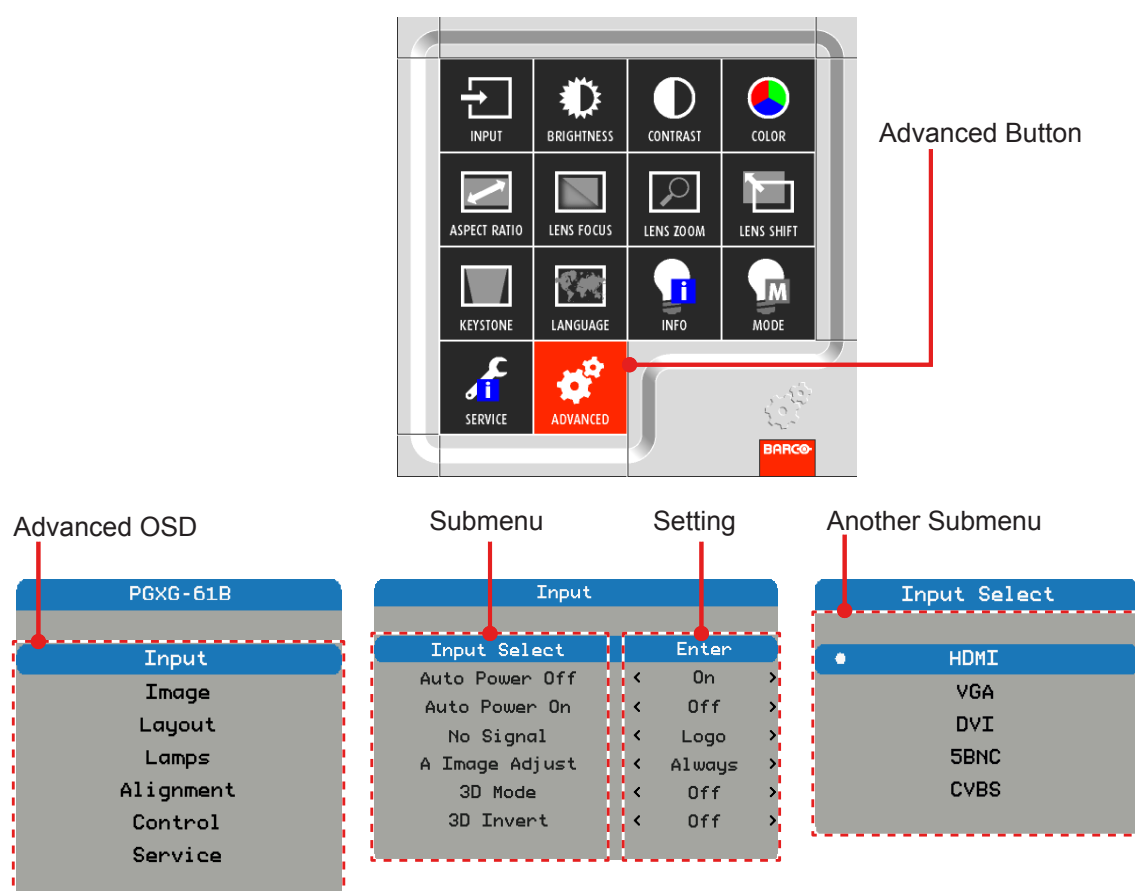 INPUT BRIGHTNESS CONTRAST COLOR
Advanced Button
ASPECT RATIO LENS FOCUS LENS ZOOM LENS SHIFT
KEYSTONE LANGUAGE i INFO M MODE
i SERVICE ADVANCED
BARCO
Advanced OSD
PGXG-61B
Input
Image
Layout
Lamps
Alignment
Control
Service
Submenu Setting
Input
Input Select Enter
Auto Power Off < On >
Auto Power On < Off >
No Signal < Logo >
A Image Adjust < Always >
3D Mode < Off >
3D Invert < Off >
Another Submenu
Input Select
HDMI
VGA
DVI
5BNC
CVBS